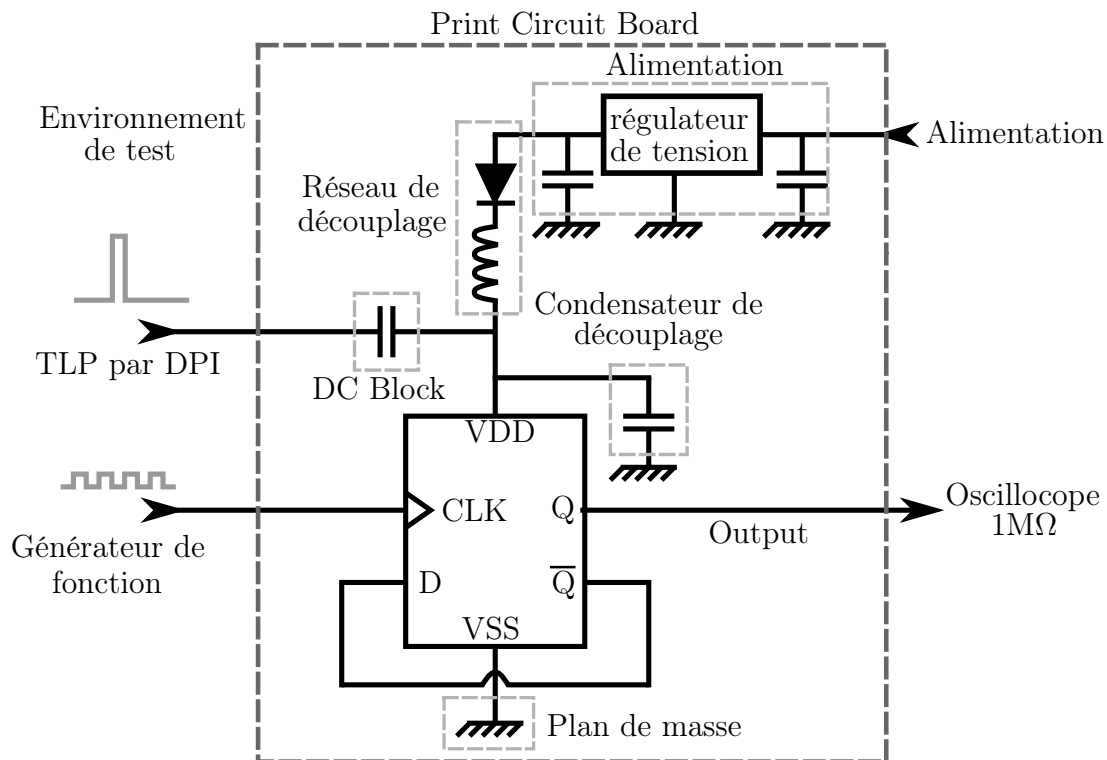 Print Circuit Board
Alimentation
Environnement
de test
régulateur
de tension
Alimentation
Réseau de
découplage
Condensateur de
découplage
TLP par DPI
DC Block
VDD
CLK
Q
Output
Oscillocope
1MΩ
Générateur de
fonction
D
Q̅
VSS
Plan de masse